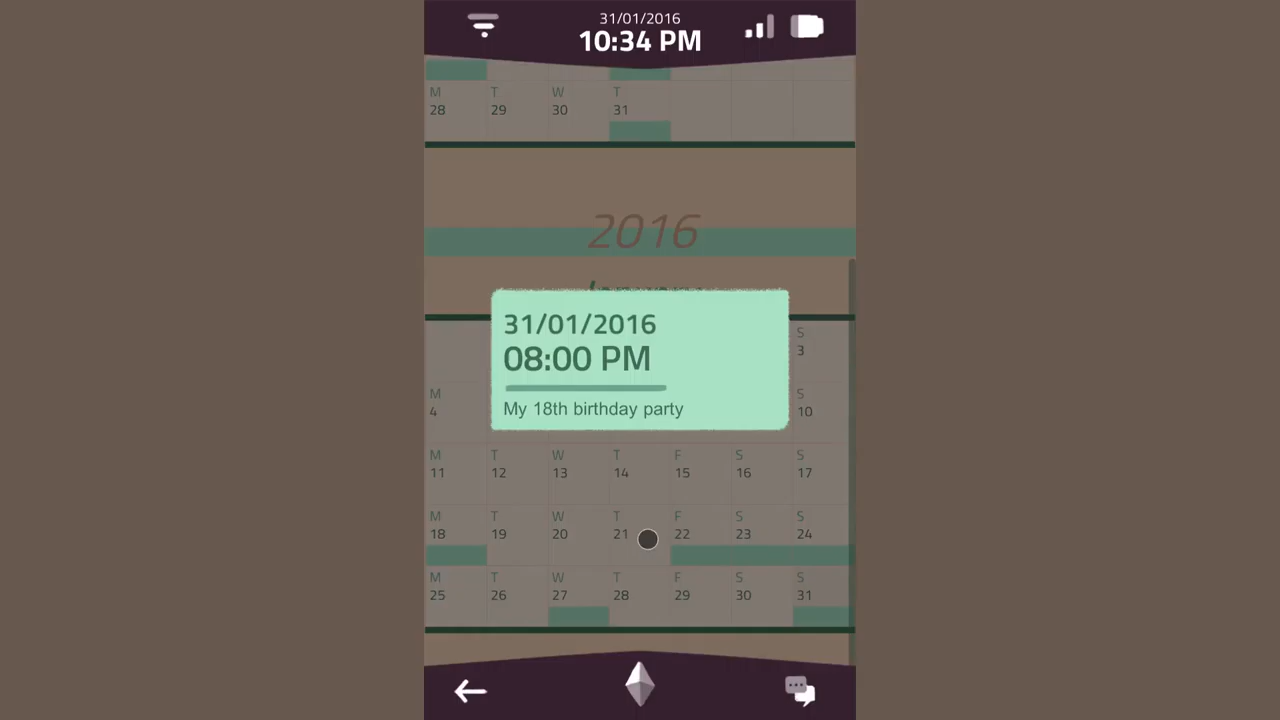 31/01/2016
10:34 PM
M T W T
28 29 30 31
2016
31/01/2016
08:00 PM
My 18th birthday party
S
3
M S
4 10
M T W T F S S
11 12 13 14 15 16 17
M T W T F S S
18 19 20 21 22 23 24
M T W T F S S
25 26 27 28 29 30 31